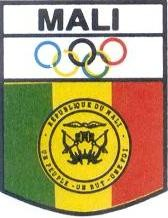 MALI
REPUBLIQUE DU MALI
UN PEUPLE - UN BUT - UNE FOI